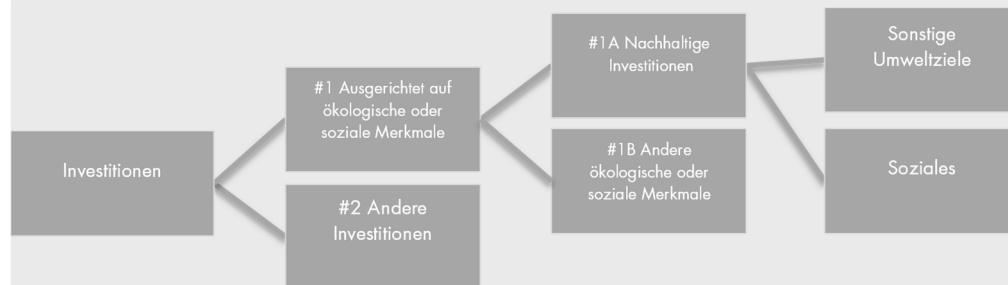 Investitionen
#1 Ausgerichtet auf
ökologische oder
soziale Merkmale
#2 Andere
Investitionen
#1A Nachhaltige
Investitionen
#1B Andere
ökologische oder
soziale Merkmale
Sonstige
Umweltziele
Soziales